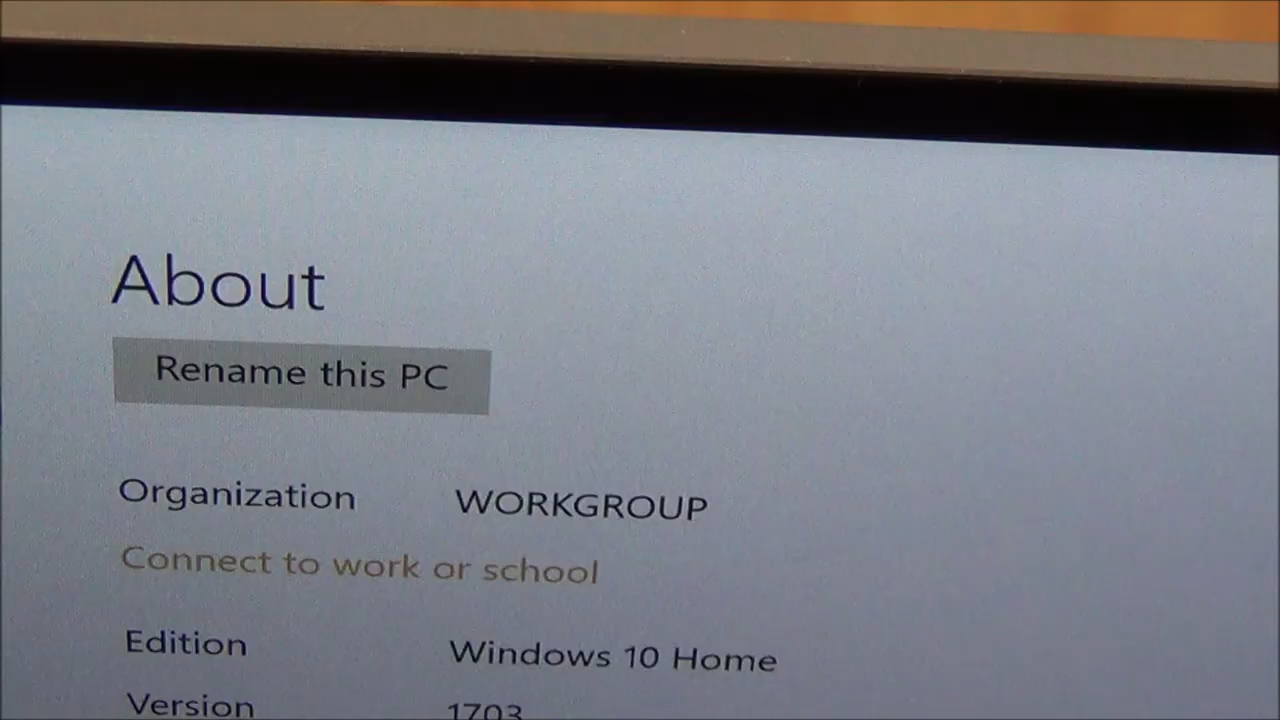 About
Rename this PC
Organization WORKGROUP
Connect to work or school
Edition Windows 10 Home
Version 1703